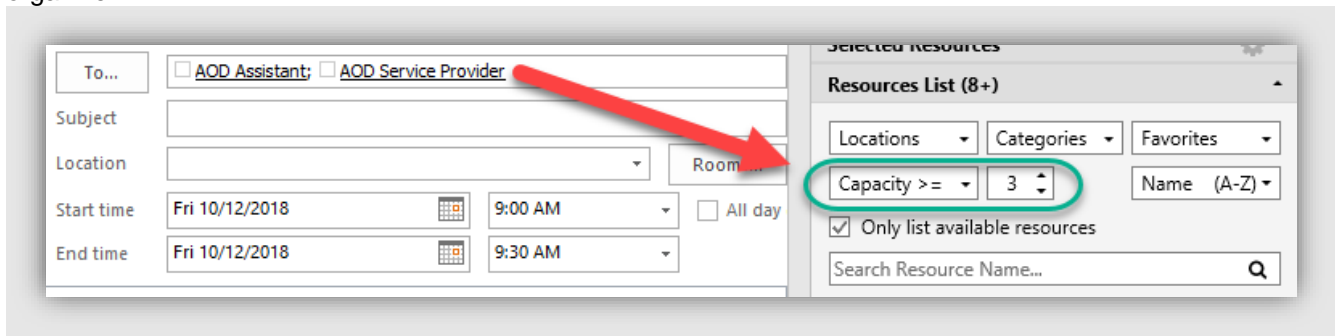 Selected Resources
To... AOD Assistant; AOD Service Provider
Resources List (8+)
Subject
Locations Categories Favorites
Location
Capacity >= 3 Name (A-Z)
Start time Fri 10/12/2018 9:00 AM All day
Only list available resources
End time Fri 10/12/2018 9:30 AM
Search Resource Name...